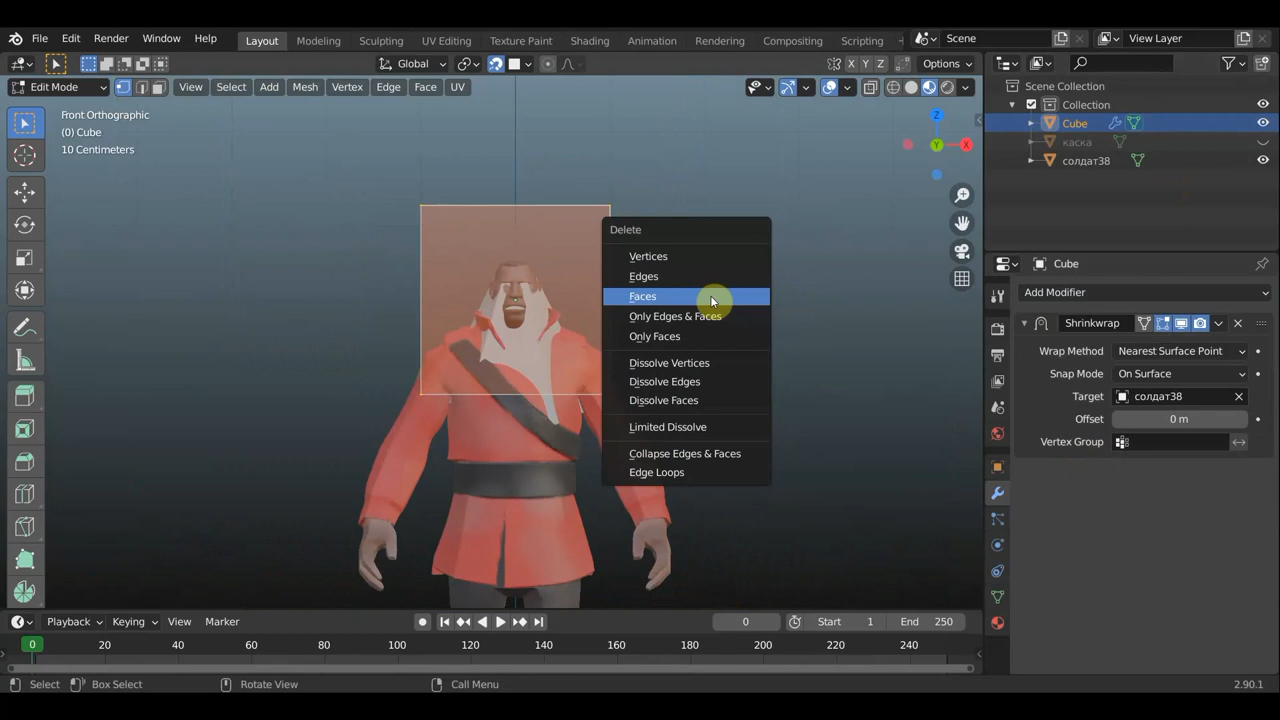 File Edit Render Window Help Layout Modeling Sculpting UV Editing Texture Paint Shading Animation Rendering Compositing Scripting Scene View Layer
Global X Y Z Options
Edit Mode View Select Add Mesh Vertex Edge Face UV
Front Orthographic
(0) Cube
10 Centimeters
Z
Y X
Delete
Vertices
Edges
Faces
Only Edges & Faces
Only Faces
Dissolve Vertices
Dissolve Edges
Dissolve Faces
Limited Dissolve
Collapse Edges & Faces
Edge Loops
Scene Collection
Collection
Cube
каска
солдат38
Cube
Add Modifier
Shrinkwrap
Wrap Method Nearest Surface Point
Snap Mode On Surface
Target солдат38
Offset 0 m
Vertex Group
Playback Keying View Marker 0 Start 1 End 250
0 20 40 60 80 100 120 140 160 180 200 220 240
Select Box Select Rotate View Call Menu 2.90.1